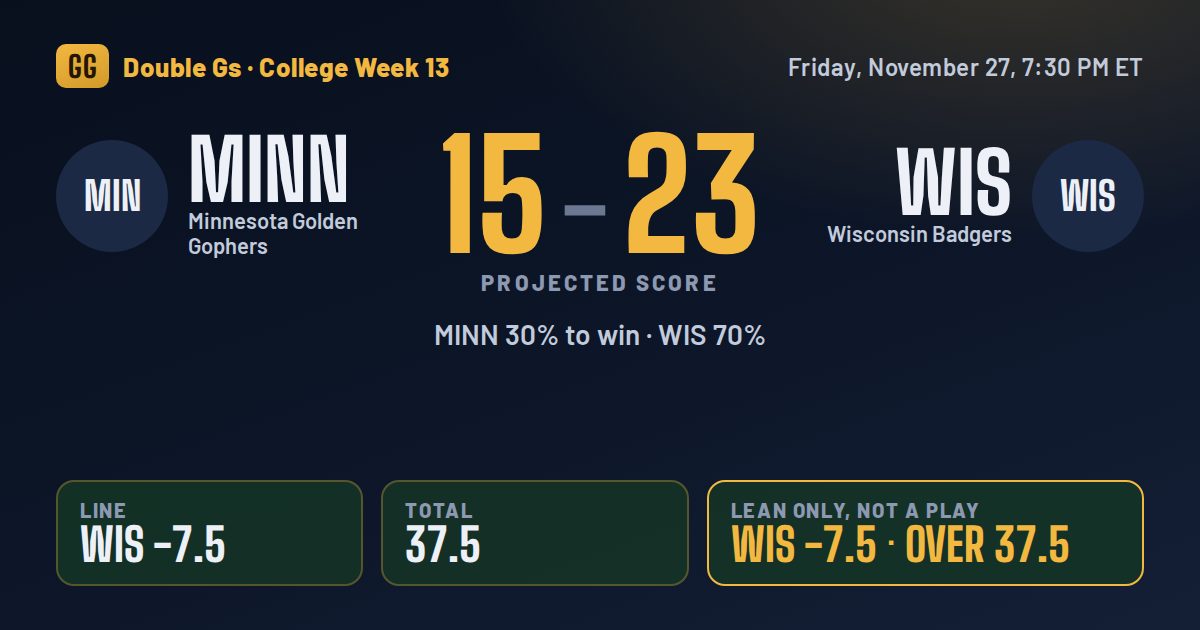 GG
Double Gs · College Week 13
Friday, November 27, 7:30 PM ET
MIN
MINN
Minnesota Golden
Gophers
15 – 23
PROJECTED SCORE
MINN 30% to win · WIS 70%
WIS
Wisconsin Badgers
WIS
LINE
WIS −7.5
TOTAL
37.5
LEAN ONLY, NOT A PLAY
WIS −7.5 · OVER 37.5